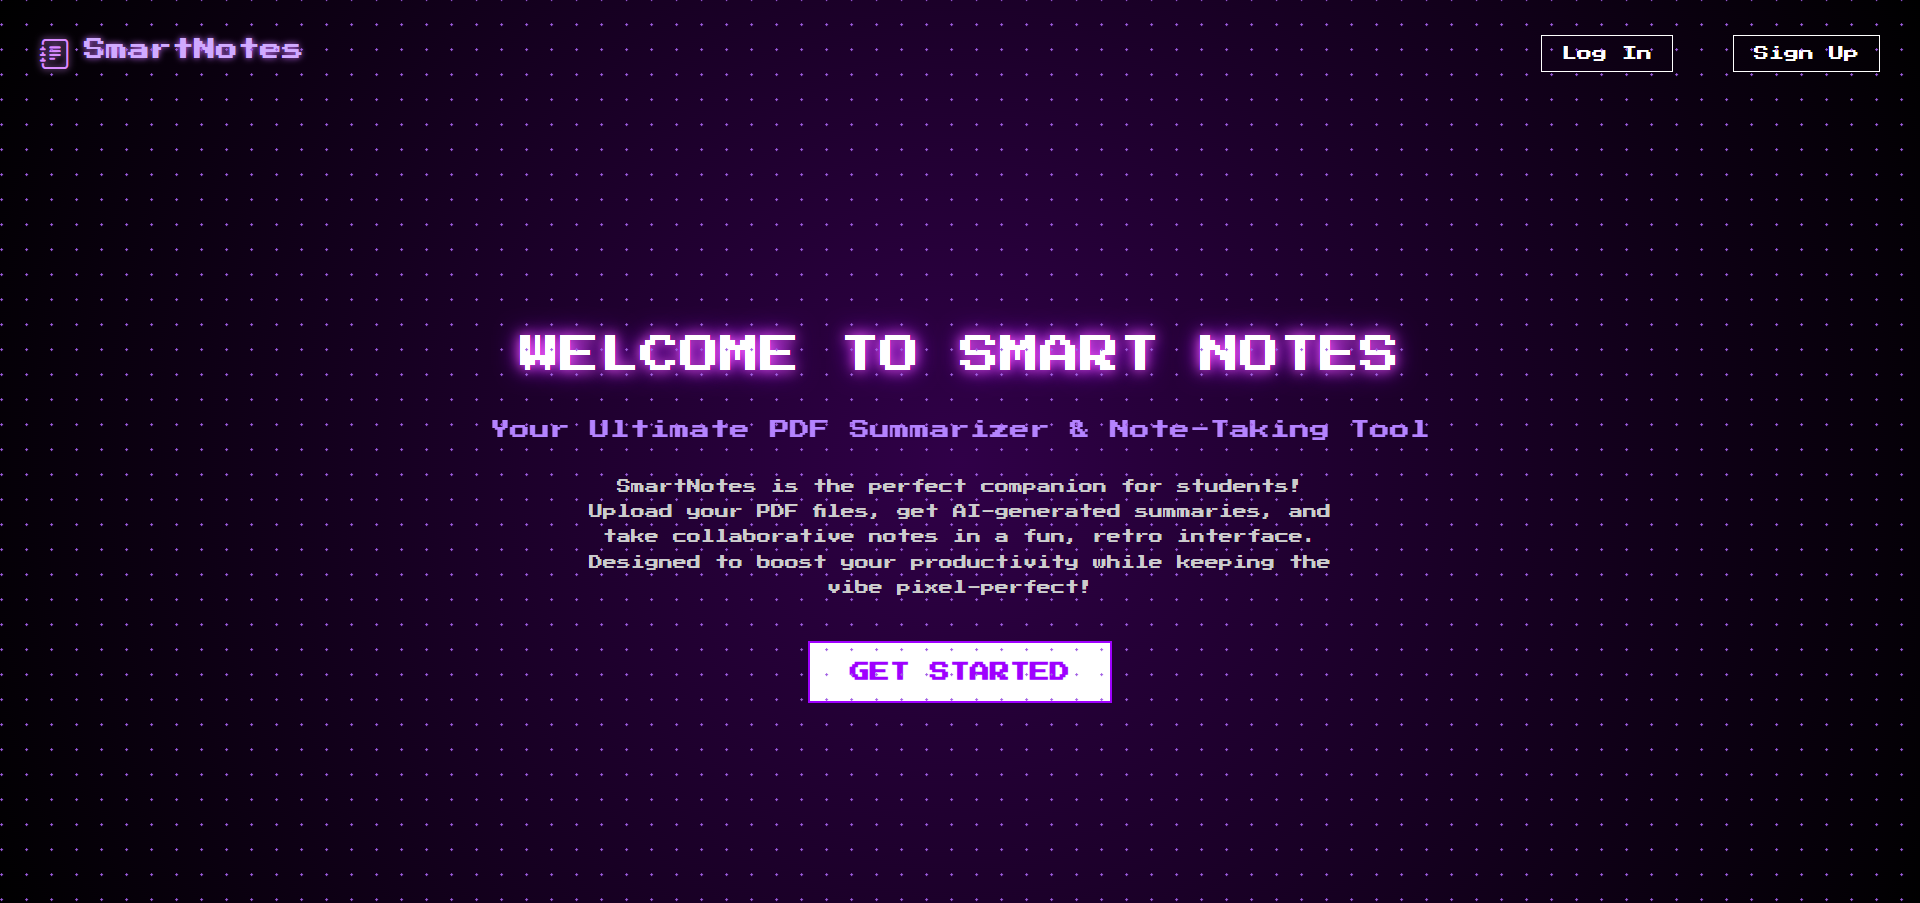 SmartNotes
Log In
Sign Up
WELCOME TO SMART NOTES
Your Ultimate PDF Summarizer & Note-Taking Tool
SmartNotes is the perfect companion for students!
Upload your PDF files, get AI-generated summaries, and
take collaborative notes in a fun, retro interface.
Designed to boost your productivity while keeping the
vibe pixel-perfect!
GET STARTED